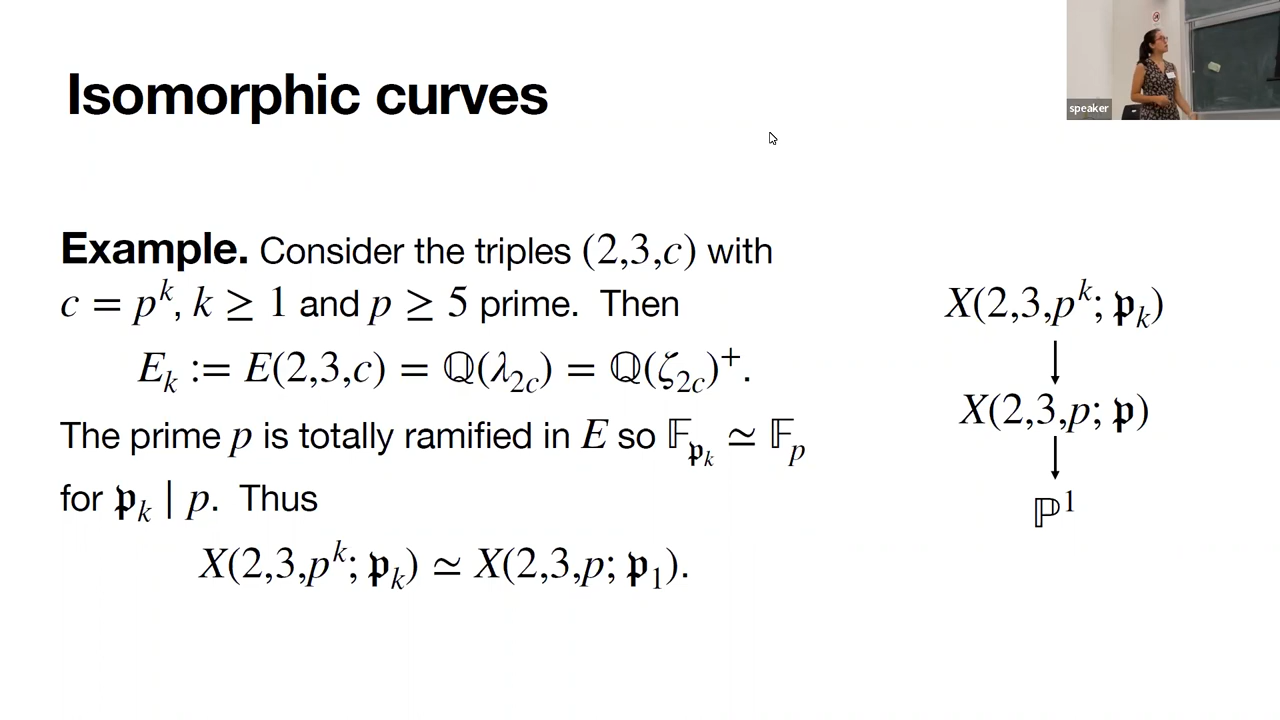 Isomorphic curves
speaker
Example. Consider the triples (2,3,c) with
c = p^k, k ≥ 1 and p ≥ 5 prime. Then
E_k := E(2,3,c) = ℚ(λ_{2c}) = ℚ(ζ_{2c})^+.
The prime p is totally ramified in E so 𝔽_{𝔭_k} ≃ 𝔽_p
for 𝔭_k | p. Thus
X(2,3,p^k; 𝔭_k) ≃ X(2,3,p; 𝔭_1).
X(2,3,p^k; 𝔭_k)
X(2,3,p; 𝔭)
ℙ^1